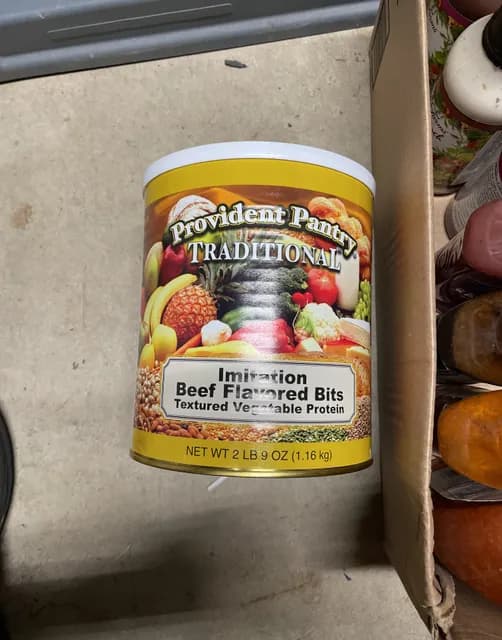 Provident Pantry
TRADITIONAL
Imitation
Beef Flavored Bits
Textured Vegetable Protein
NET WT 2 LB 9 OZ (1.16 kg)